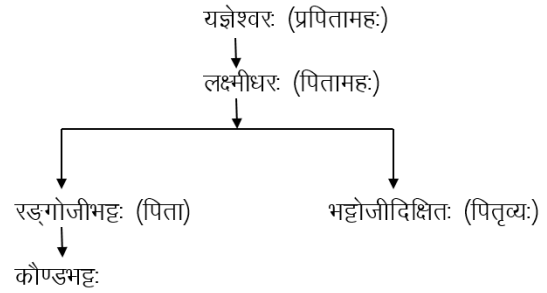 यज्ञेश्वरः (प्रपितामहः)
लक्ष्मीधरः (पितामहः)
रङ्गोजीभट्टः (पिता) भट्टोजीदिक्षितः (पितृव्यः)
कौण्डभट्टः